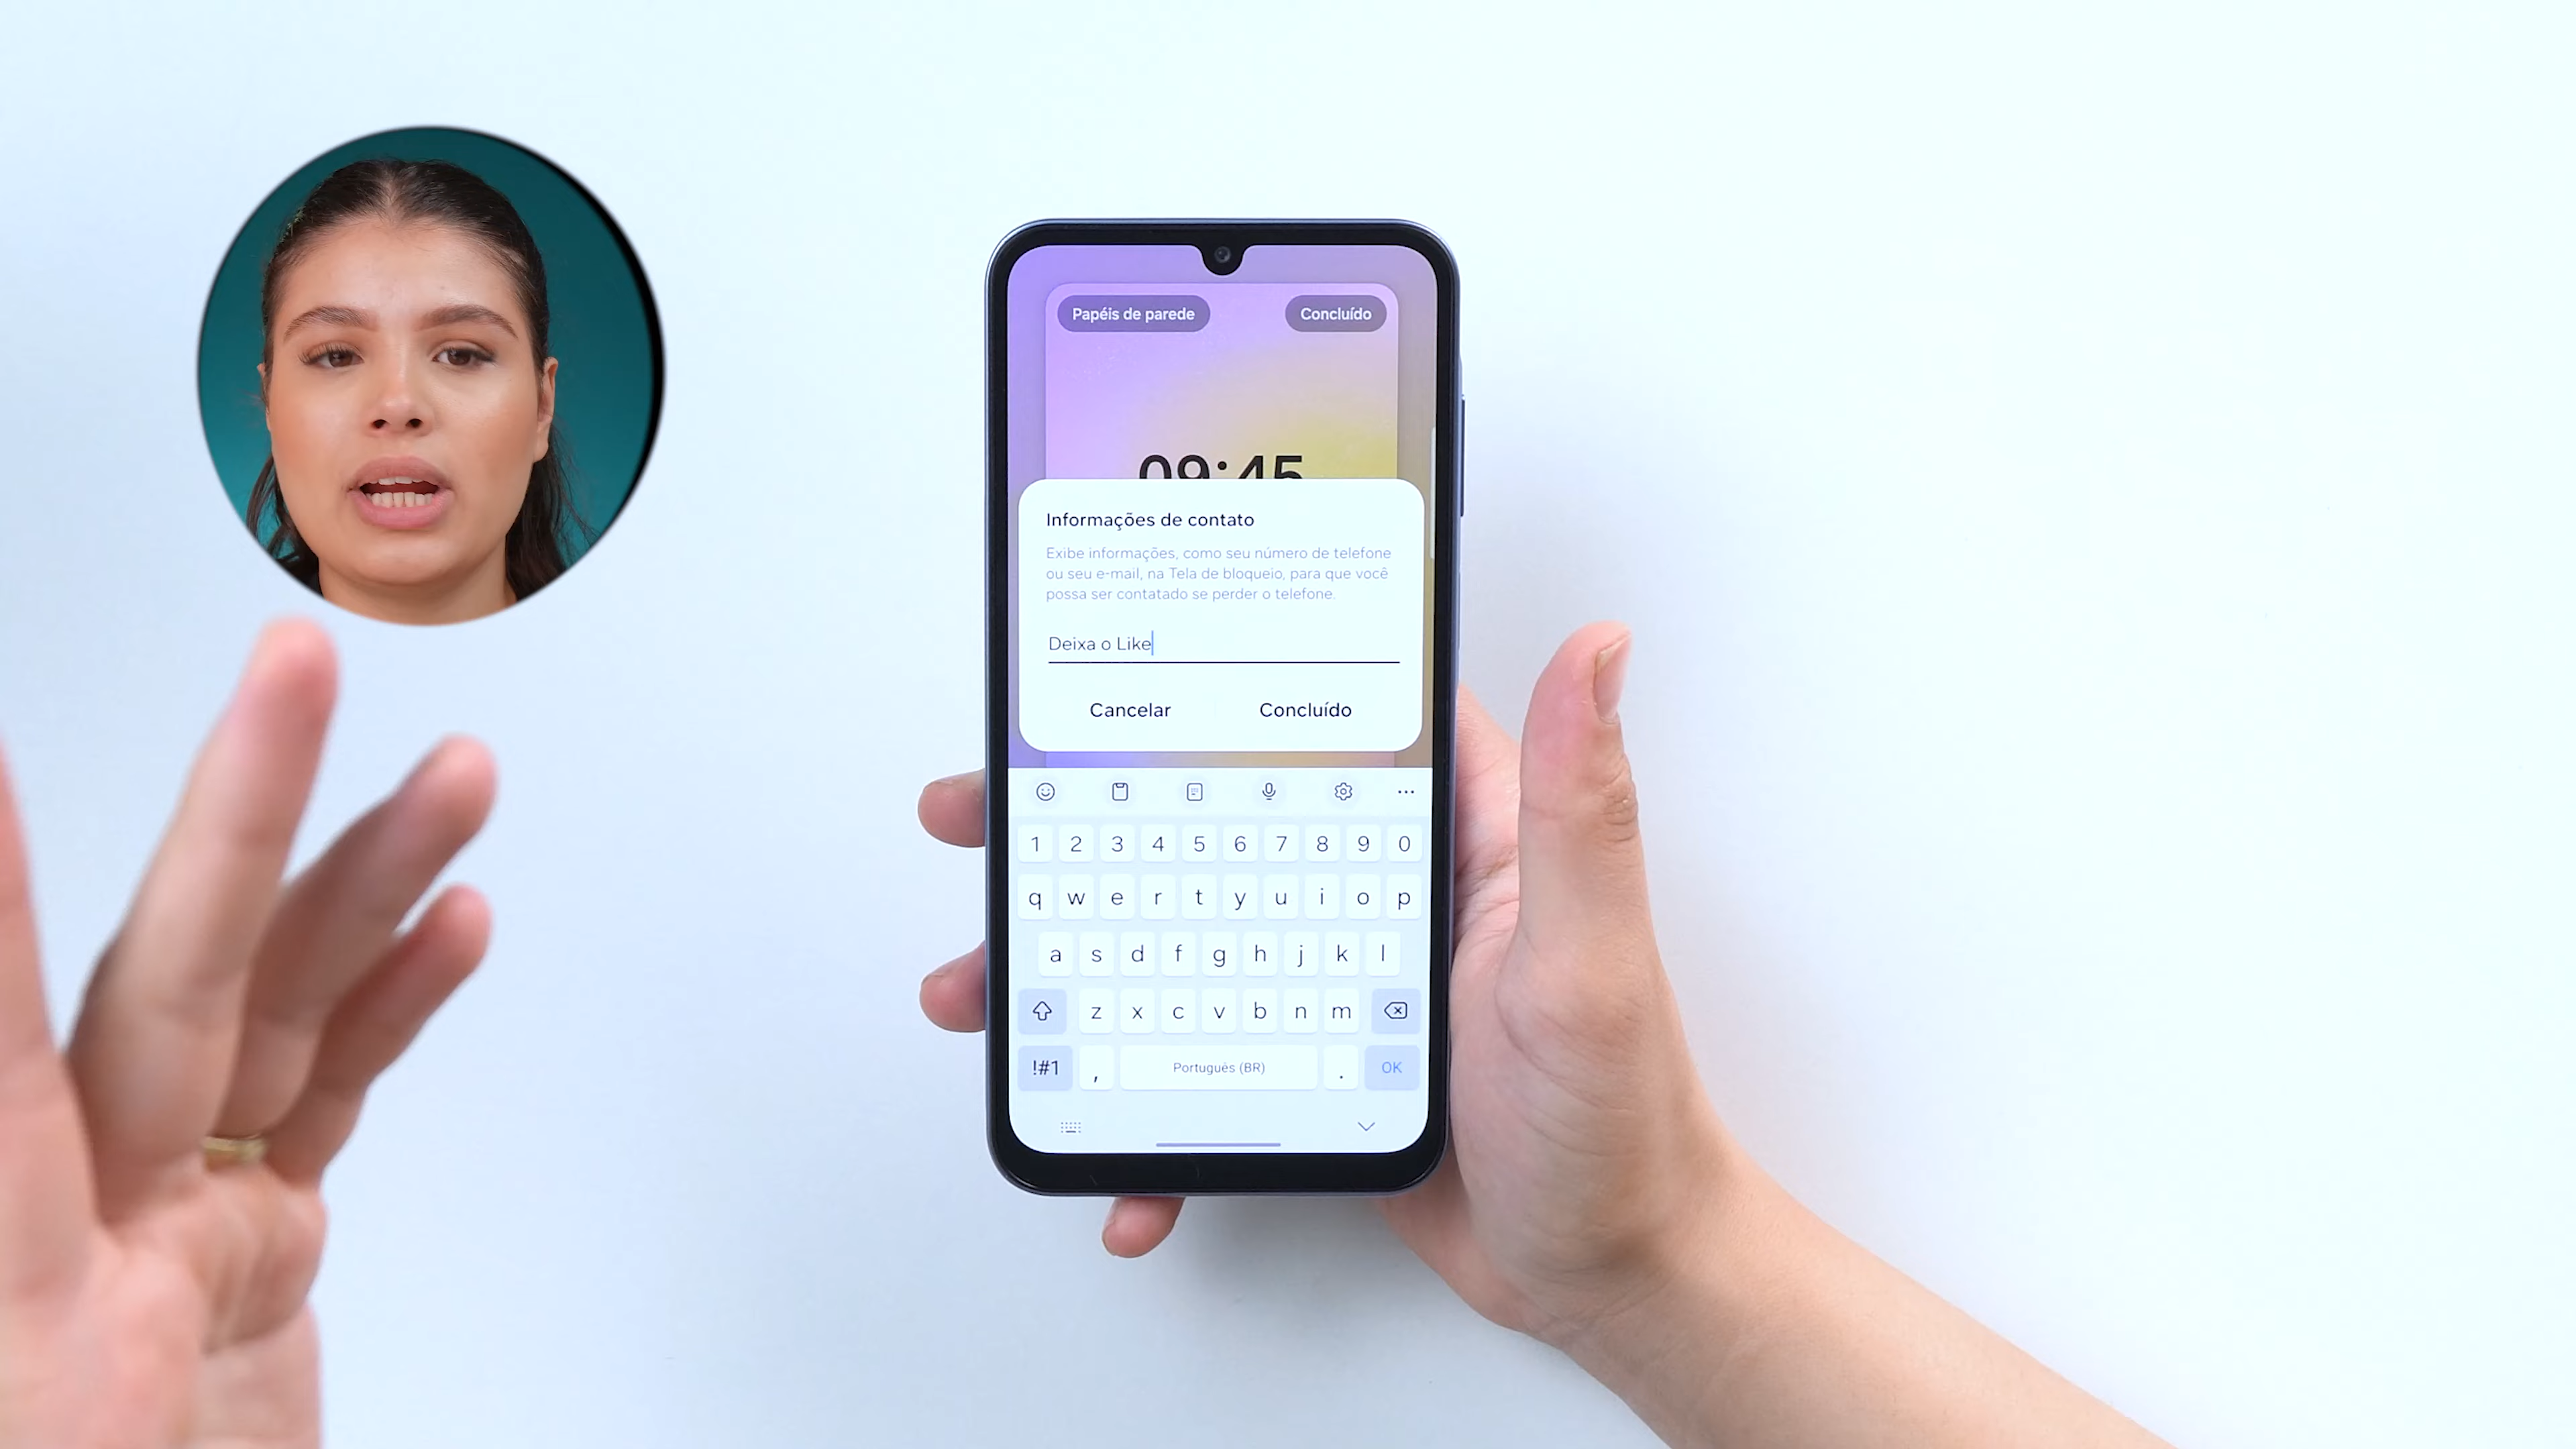 Papéis de parede
Concluído
09:45
Informações de contato
Exibe informações, como seu número de telefone
ou seu e-mail, na Tela de bloqueio, para que você
possa ser contatado se perder o telefone.
Deixa o Like
Cancelar
Concluído
1 2 3 4 5 6 7 8 9 0
q w e r t y u i o p
a s d f g h j k l
z x c v b n m
!#1 , Português (BR) . OK